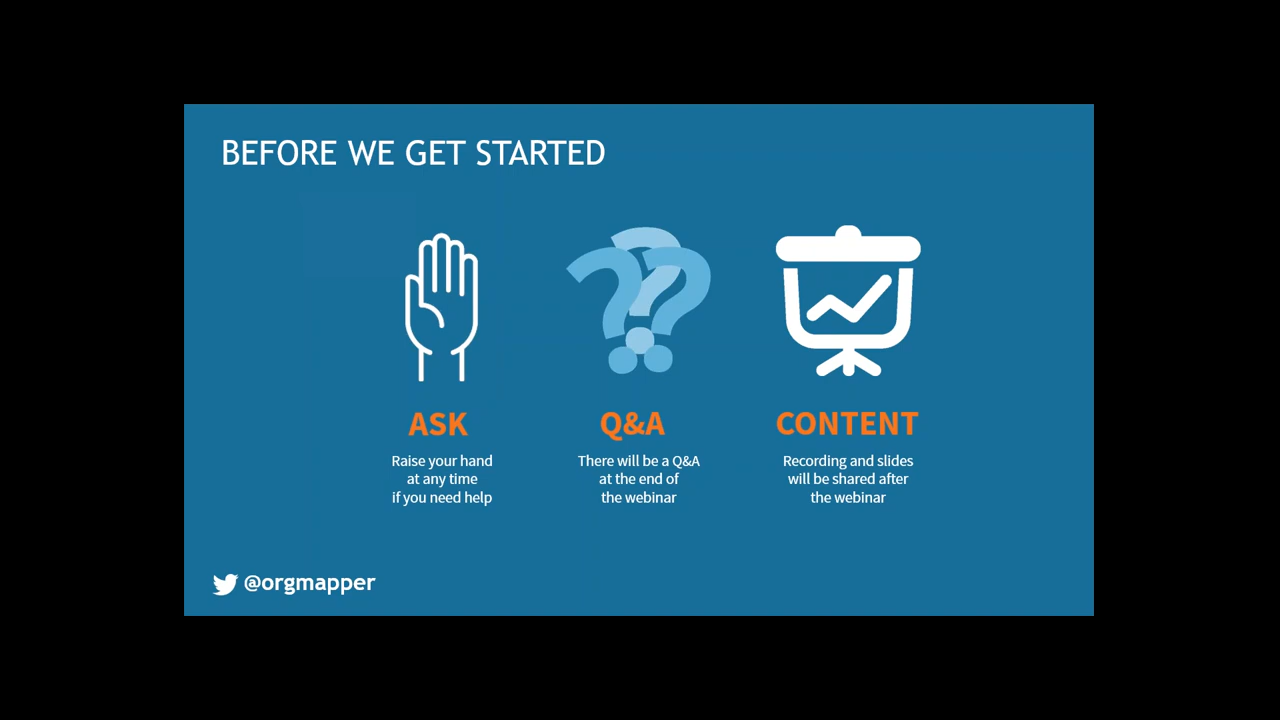 BEFORE WE GET STARTED
ASK
Raise your hand
at any time
if you need help
Q&A
There will be a Q&A
at the end of
the webinar
CONTENT
Recording and slides
will be shared after
the webinar
@orgmapper